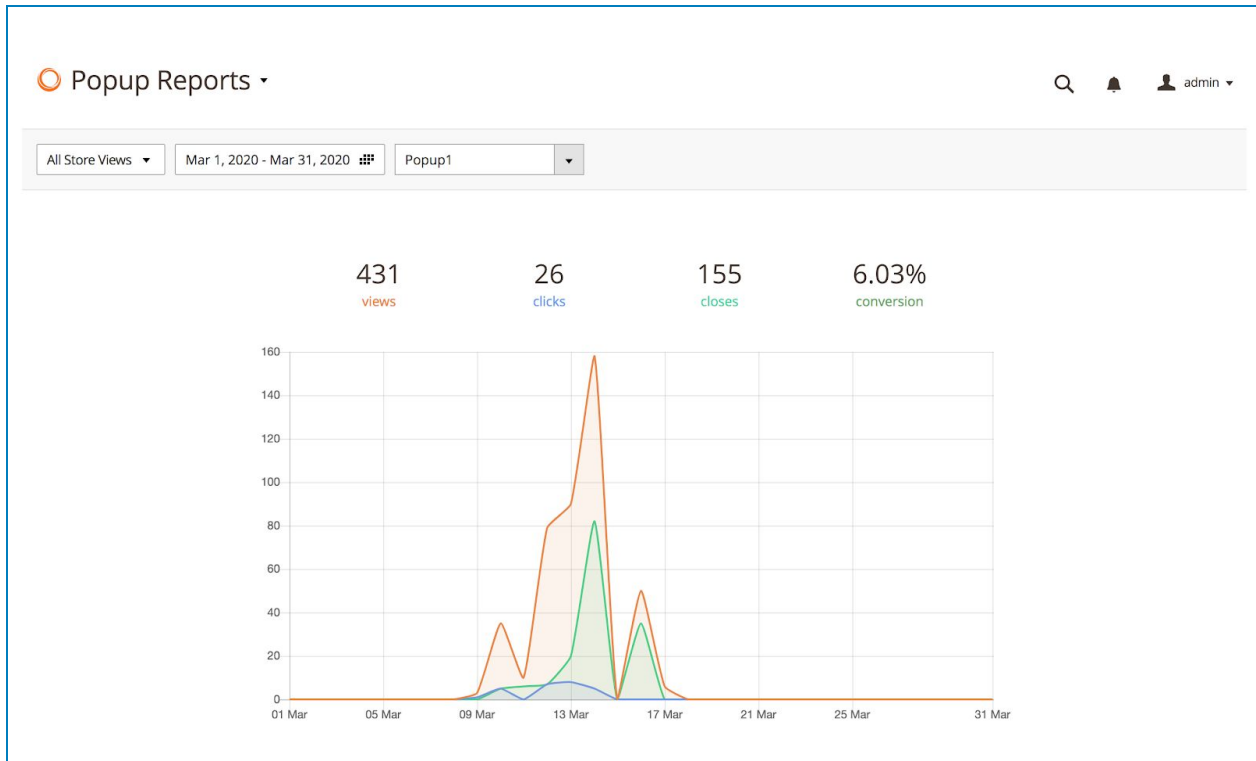 Popup Reports
admin
All Store Views
Mar 1, 2020 - Mar 31, 2020
Popup1
431 26 155 6.03%
views clicks closes conversion
160
140
120
100
80
60
40
20
0
01 Mar 05 Mar 09 Mar 13 Mar 17 Mar 21 Mar 25 Mar 31 Mar